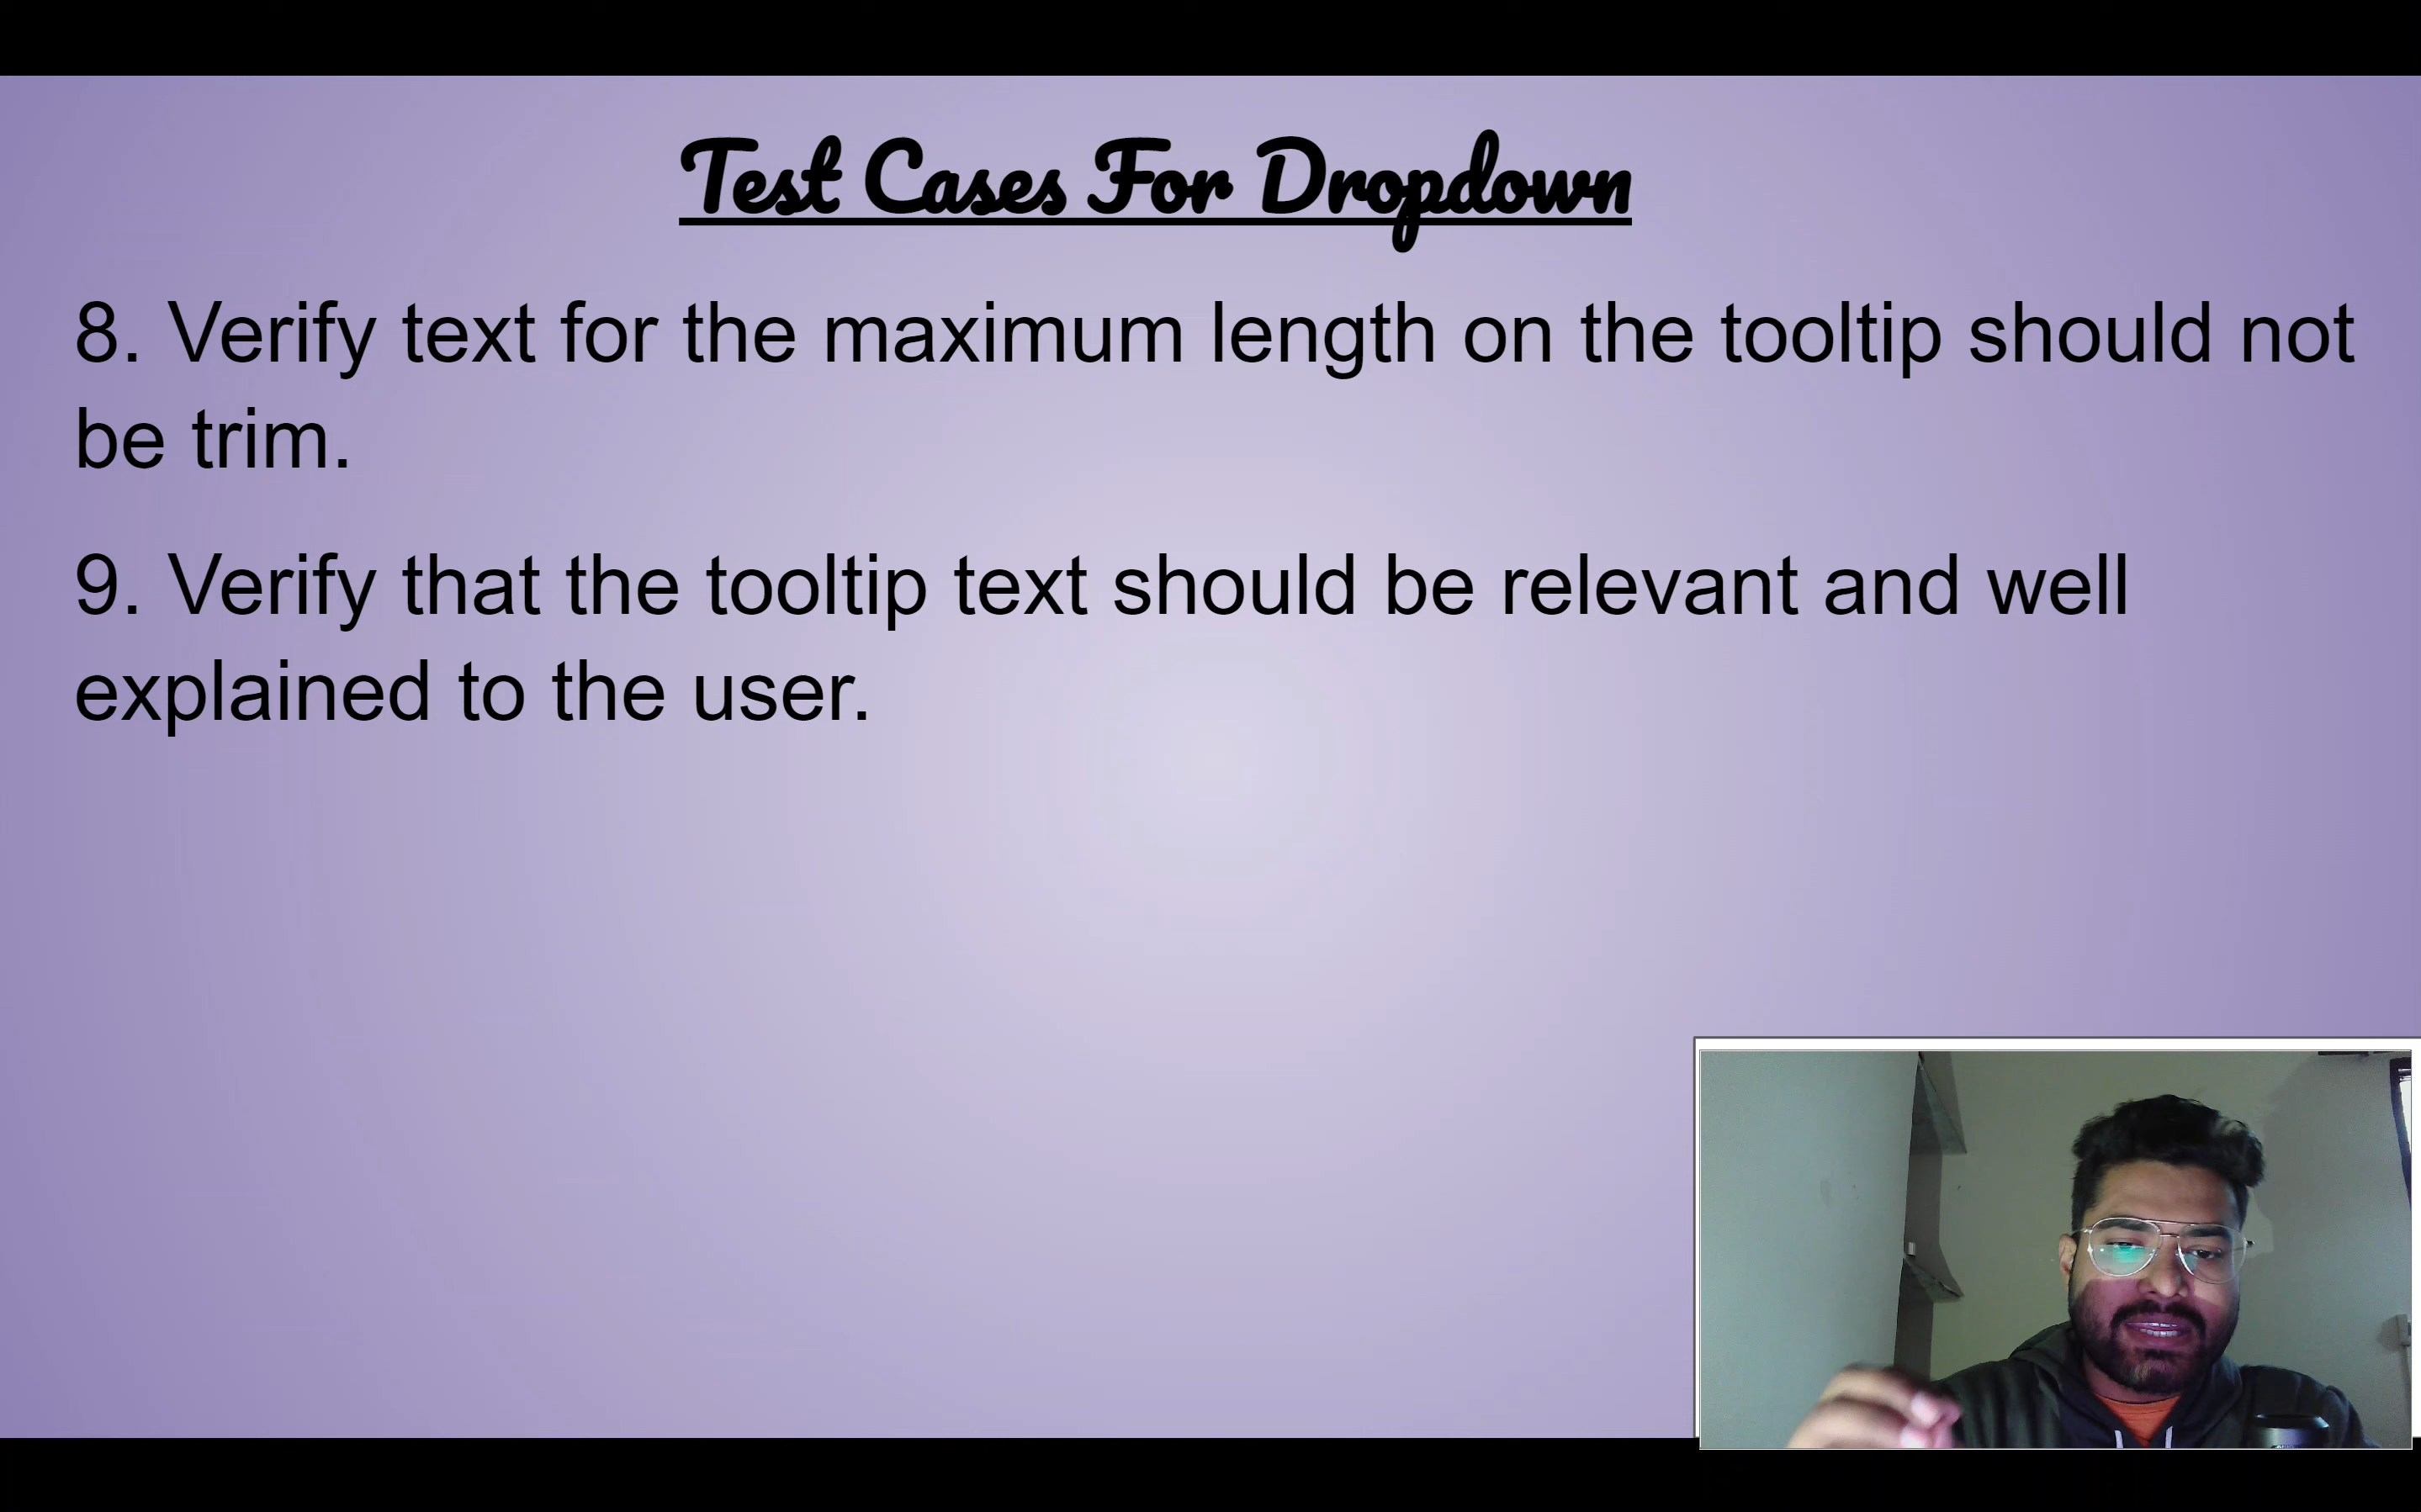 Test Cases For Dropdown
8. Verify text for the maximum length on the tooltip should not
be trim.
9. Verify that the tooltip text should be relevant and well
explained to the user.